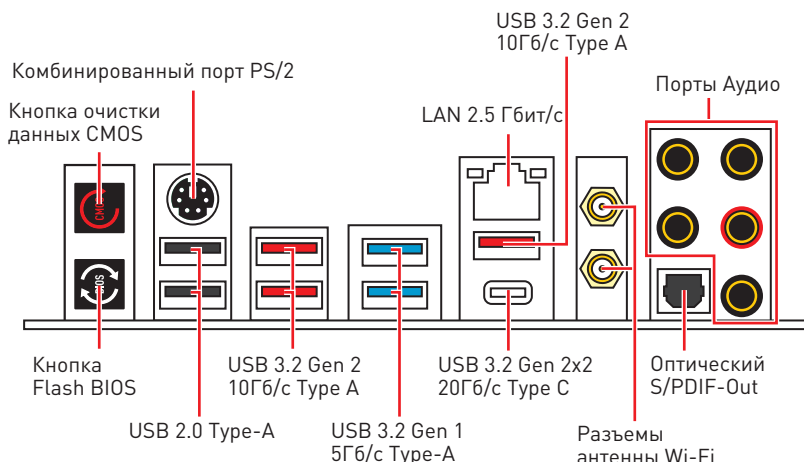 USB 3.2 Gen 2
10Гб/с Type A
Комбинированный порт PS/2
Порты Аудио
Кнопка очистки
данных CMOS
LAN 2.5 Гбит/с
CMOS
BIOS
Кнопка
Flash BIOS
USB 3.2 Gen 2
10Гб/с Type A
USB 3.2 Gen 2x2
20Гб/с Type C
Оптический
S/PDIF-Out
USB 2.0 Type-A
USB 3.2 Gen 1
5Гб/с Type-A
Разъемы
антенны Wi-Fi